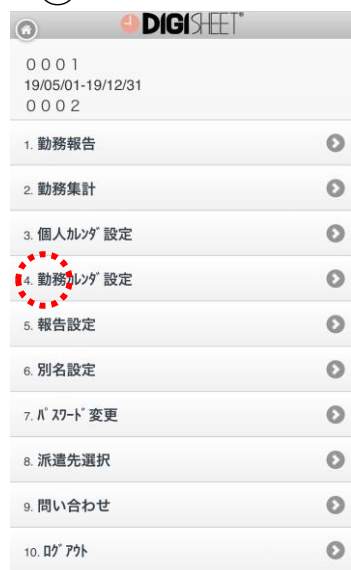 DIGISHEET®
０００１
19/05/01-19/12/31
０００２
1. 勤務報告
2. 勤務集計
3. 個人ｶﾚﾝﾀﾞ設定
4. 勤務ｶﾚﾝﾀﾞ設定
5. 報告設定
6. 別名設定
7. ﾊﾟｽﾜｰﾄﾞ変更
8. 派遣先選択
9. 問い合わせ
10. ﾛｸﾞｱｳﾄ